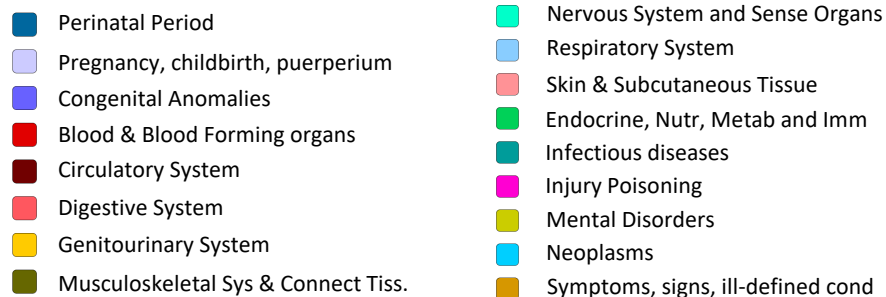 Perinatal Period
Pregnancy, childbirth, puerperium
Congenital Anomalies
Blood & Blood Forming organs
Circulatory System
Digestive System
Genitourinary System
Musculoskeletal Sys & Connect Tiss.
Nervous System and Sense Organs
Respiratory System
Skin & Subcutaneous Tissue
Endocrine, Nutr, Metab and Imm
Infectious diseases
Injury Poisoning
Mental Disorders
Neoplasms
Symptoms, signs, ill-defined cond